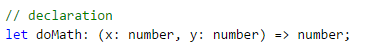 // declaration
let doMath: (x: number, y: number) => number;